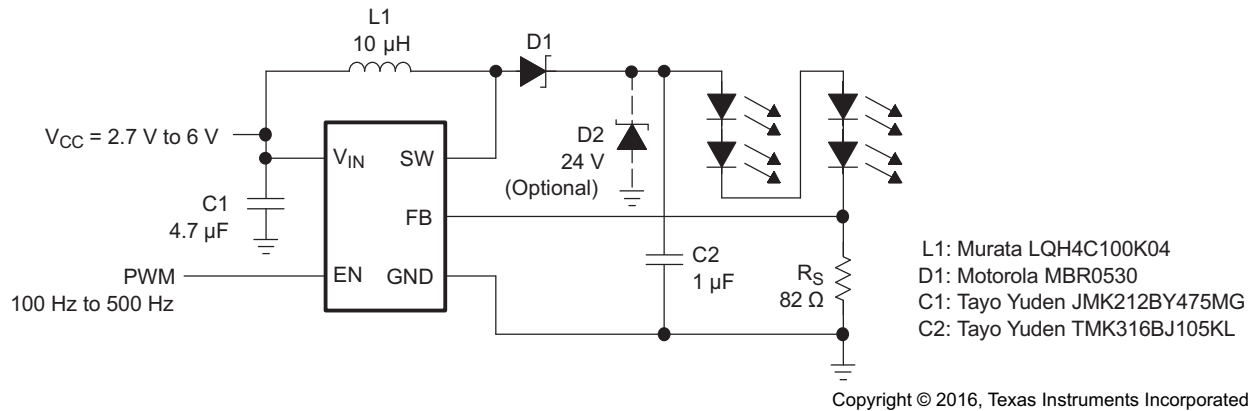 L1
10 µH
D1
V_CC = 2.7 V to 6 V
V_IN
SW
D2
24 V
(Optional)
C1
4.7 µF
FB
C2
1 µF
R_S
82 Ω
PWM
100 Hz to 500 Hz
EN
GND
L1: Murata LQH4C100K04
D1: Motorola MBR0530
C1: Tayo Yuden JMK212BY475MG
C2: Tayo Yuden TMK316BJ105KL
Copyright © 2016, Texas Instruments Incorporated